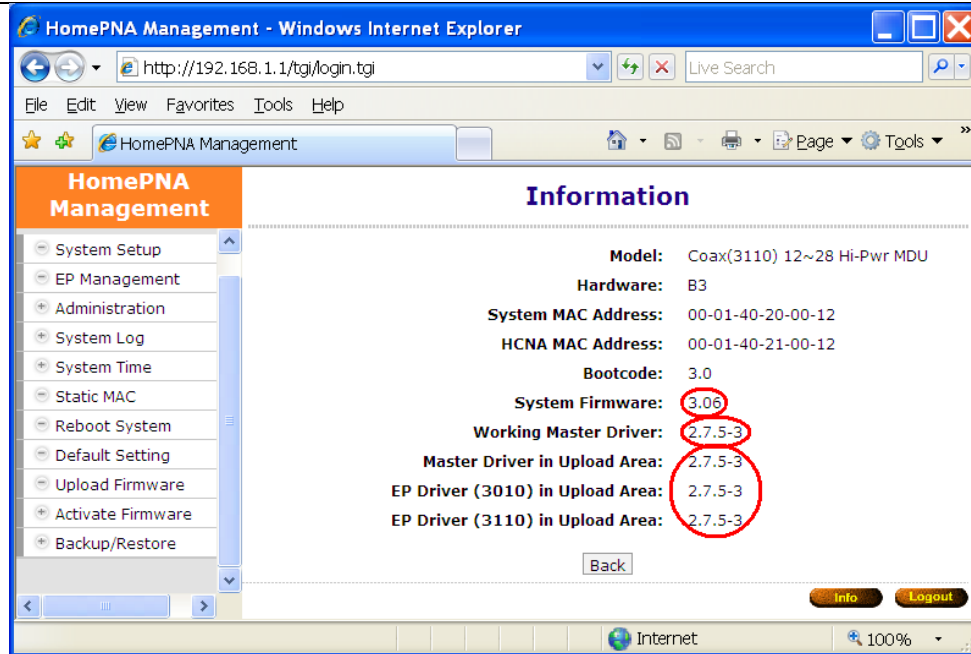 HomePNA Management - Windows Internet Explorer
http://192.168.1.1/tgi/login.tgi
Live Search
File Edit View Favorites Tools Help
HomePNA Management
Page Tools »
HomePNA
Management
System Setup
EP Management
Administration
System Log
System Time
Static MAC
Reboot System
Default Setting
Upload Firmware
Activate Firmware
Backup/Restore
Information
Model: Coax(3110) 12~28 Hi-Pwr MDU
Hardware: B3
System MAC Address: 00-01-40-20-00-12
HCNA MAC Address: 00-01-40-21-00-12
Bootcode: 3.0
System Firmware: 3.06
Working Master Driver: 2.7.5-3
Master Driver in Upload Area: 2.7.5-3
EP Driver (3010) in Upload Area: 2.7.5-3
EP Driver (3110) in Upload Area: 2.7.5-3
Back
Info Logout
Internet 100%